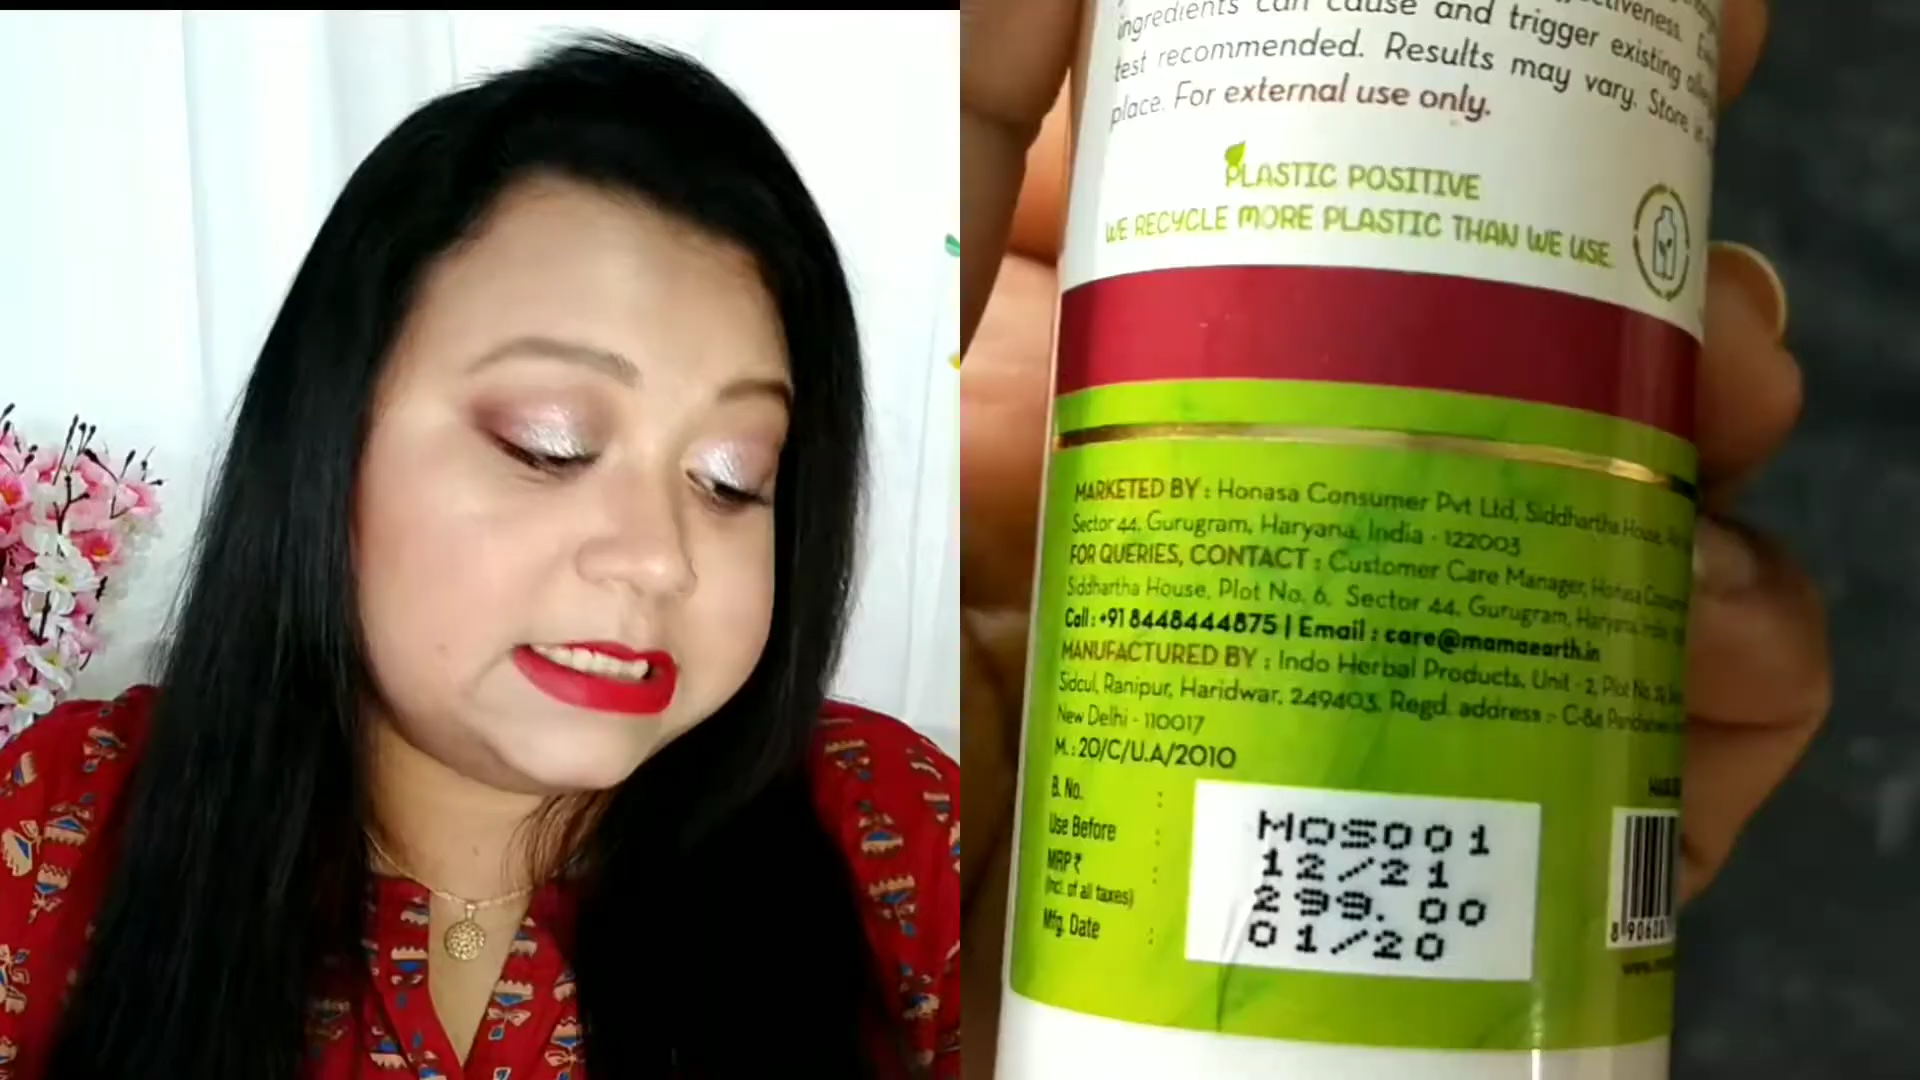 ingredients can cause and trigger existing
test recommended. Results may vary. Store in
place. For external use only.
PLASTIC POSITIVE
WE RECYCLE MORE PLASTIC THAN WE USE.
MARKETED BY : Honasa Consumer Pvt Ltd, Siddhartha House,
Sector 44, Gurugram, Haryana, India - 122003
FOR QUERIES, CONTACT : Customer Care Manager, Honasa
Siddhartha House, Plot No. 6, Sector 44, Gurugram, Haryana,
Call : +91 8448444875 | Email : care@mamaearth.in
MANUFACTURED BY : Indo Herbal Products, Unit - 2, Plot No.
Sidcul, Ranipur, Haridwar, 249403. Regd. address :- C-84
New Delhi - 110017
M. : 20/C/U.A/2010
B. No. : MOS001
Use Before : 12/21
MRP ₹ : 299.00
(Incl. of all taxes)
Mfg. Date : 01/20